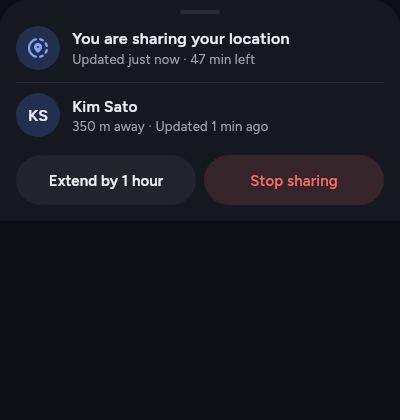 You are sharing your location
Updated just now · 47 min left
KS
Kim Sato
350 m away · Updated 1 min ago
Extend by 1 hour
Stop sharing